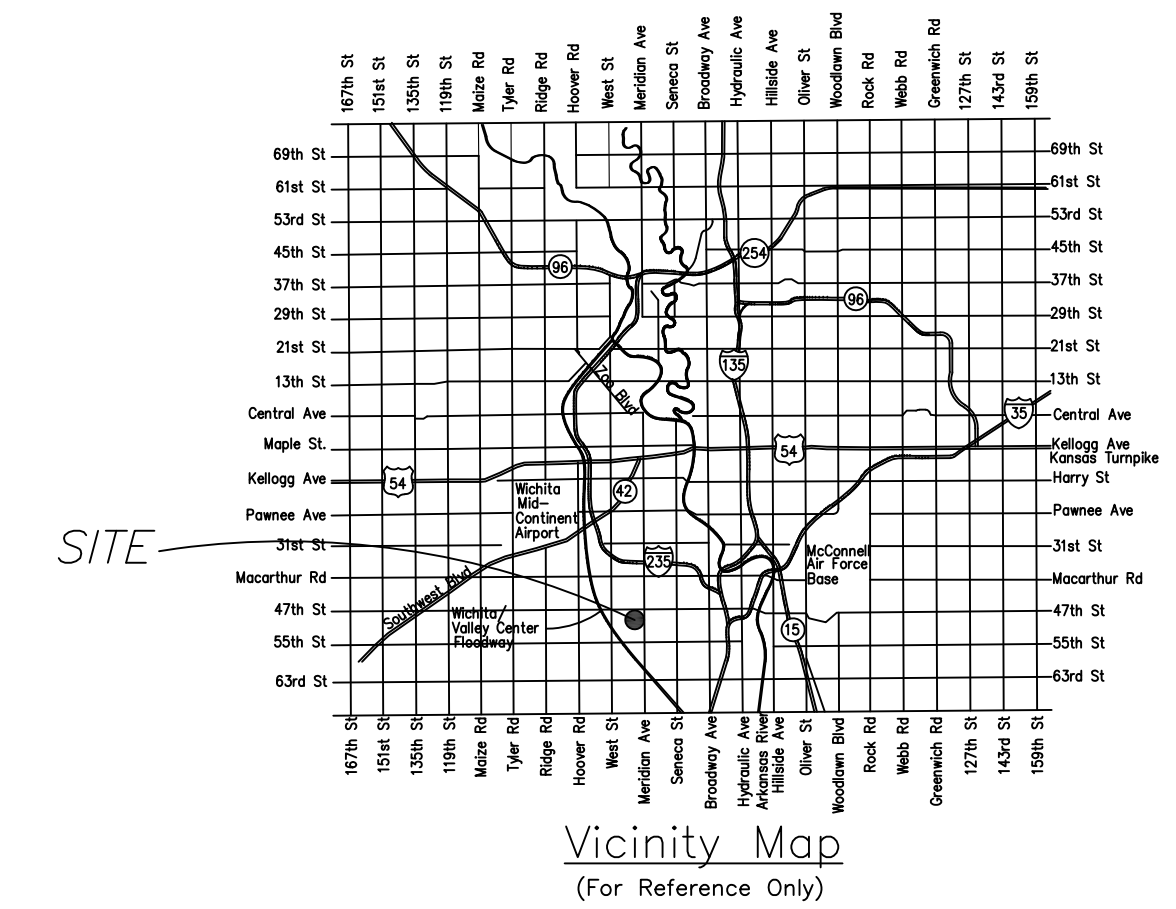 167th St
151st St
135th St
119th St
Maize Rd
Tyler Rd
Ridge Rd
Hoover Rd
West St
Meridian Ave
Seneca St
Broadway Ave
Hydraulic Ave
Hillside Ave
Oliver St
Woodlawn Blvd
Rock Rd
Webb Rd
Greenwich Rd
127th St
143rd St
159th St
69th St
61st St
53rd St
45th St
37th St
29th St
21st St
13th St
Central Ave
Maple St.
Kellogg Ave
Pawnee Ave
31st St
Macarthur Rd
47th St
55th St
63rd St
69th St
61st St
53rd St
45th St
37th St
29th St
21st St
13th St
Central Ave
Kellogg Ave
Kansas Turnpike
Harry St
Pawnee Ave
31st St
Macarthur Rd
47th St
55th St
63rd St
96
254
96
135
Zoo Blvd
35
54
54
42
Wichita
Mid-
Continent
Airport
235
McConnell
Air Force
Base
SITE
Southwest Blvd
Wichita/
Valley Center
Floodway
15
167th St
151st St
135th St
119th St
Maize Rd
Tyler Rd
Ridge Rd
Hoover Rd
West St
Meridian Ave
Seneca St
Broadway Ave
Hydraulic Ave
Arkansas River
Hillside Ave
Oliver St
Woodlawn Blvd
Rock Rd
Webb Rd
Greenwich Rd
127th St
143rd St
159th St
Vicinity Map
(For Reference Only)